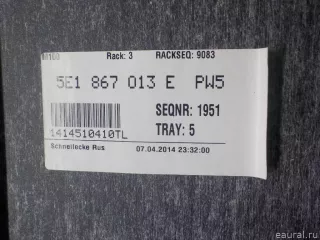 Rack: 3 RACKSEQ: 9083
5E1 867 013 E PW5
SEQNR: 1951
1414510410TL
TRAY: 5
Schnellecke Rus 07.04.2014 23:32:00
eaural.ru